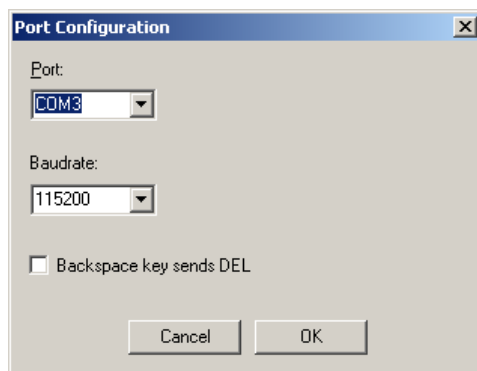 Port Configuration
Port:
COM3
Baudrate:
115200
Backspace key sends DEL
Cancel OK